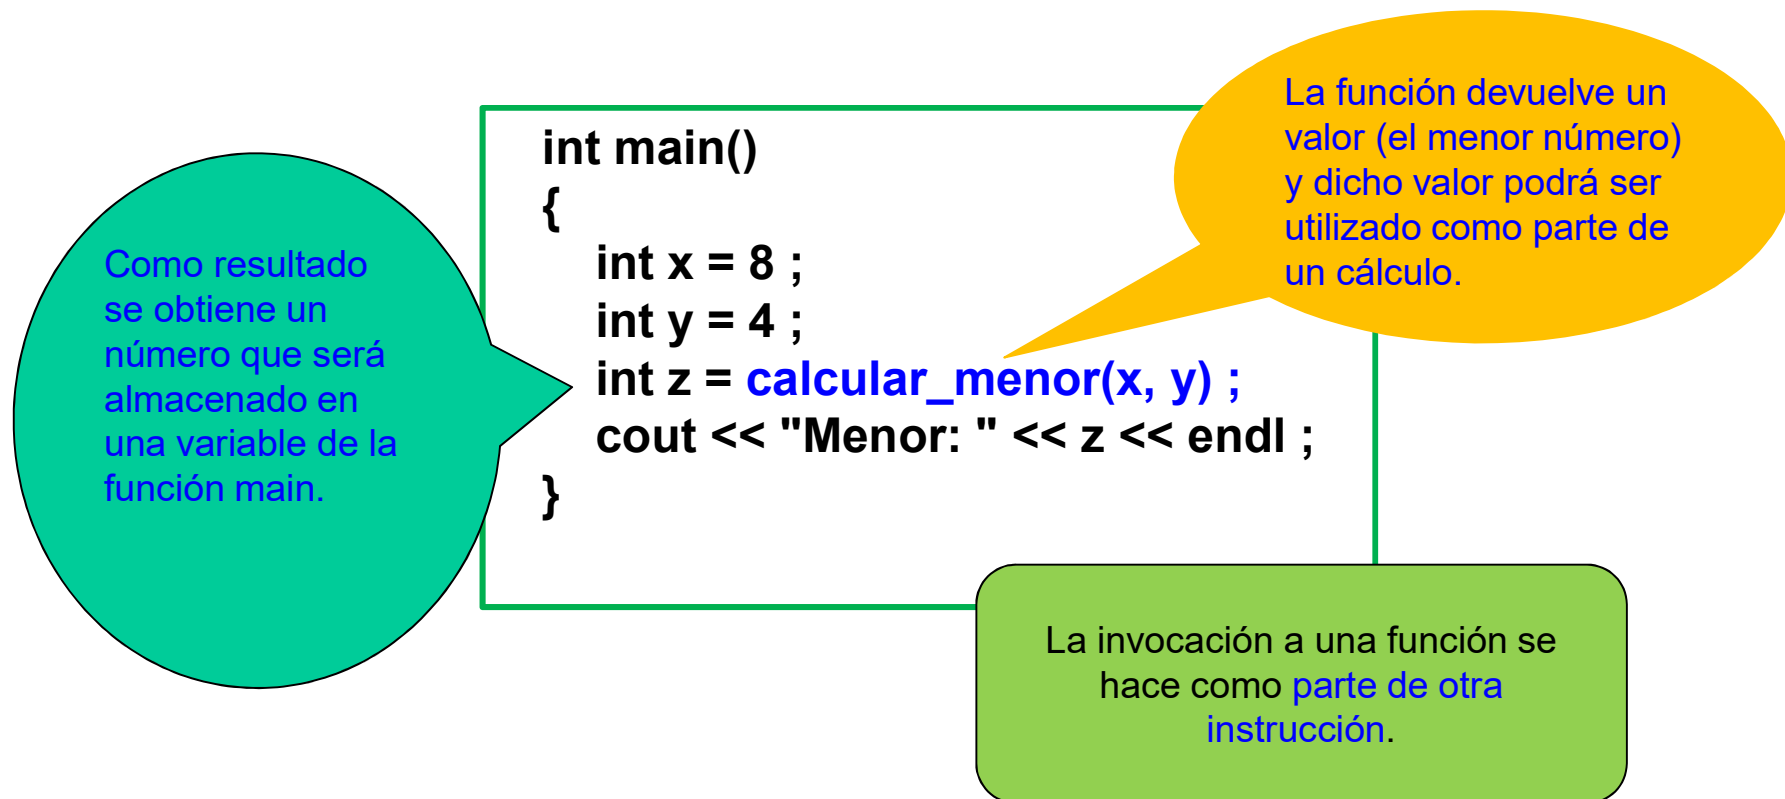 Como resultado
se obtiene un
número que será
almacenado en
una variable de la
función main.
int main()
{
int x = 8 ;
int y = 4 ;
int z = calcular_menor(x, y) ;
cout << "Menor: " << z << endl ;
}
La función devuelve un
valor (el menor número)
y dicho valor podrá ser
utilizado como parte de
un cálculo.
La invocación a una función se
hace como parte de otra
instrucción.